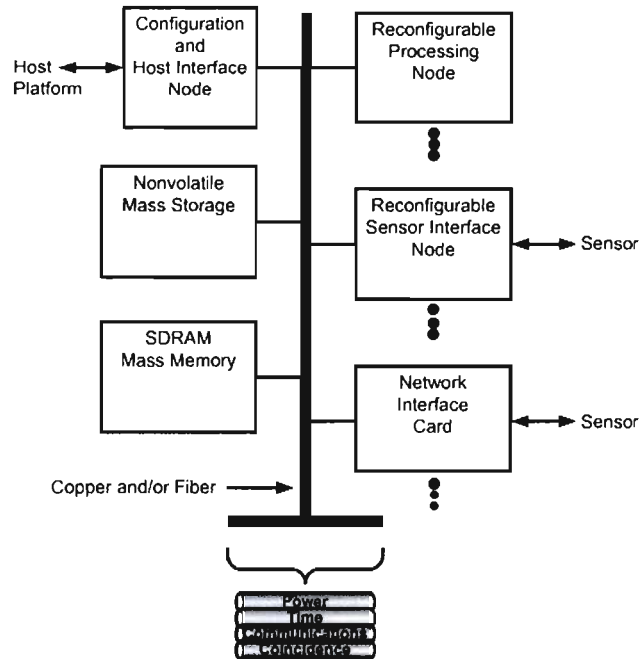 Configuration
and
Host Interface
Node
Host
Platform
Reconfigurable
Processing
Node
Nonvolatile
Mass Storage
Reconfigurable
Sensor Interface
Node
Sensor
SDRAM
Mass Memory
Network
Interface
Card
Sensor
Copper and/or Fiber
Power
Time
Communications
Coincidence